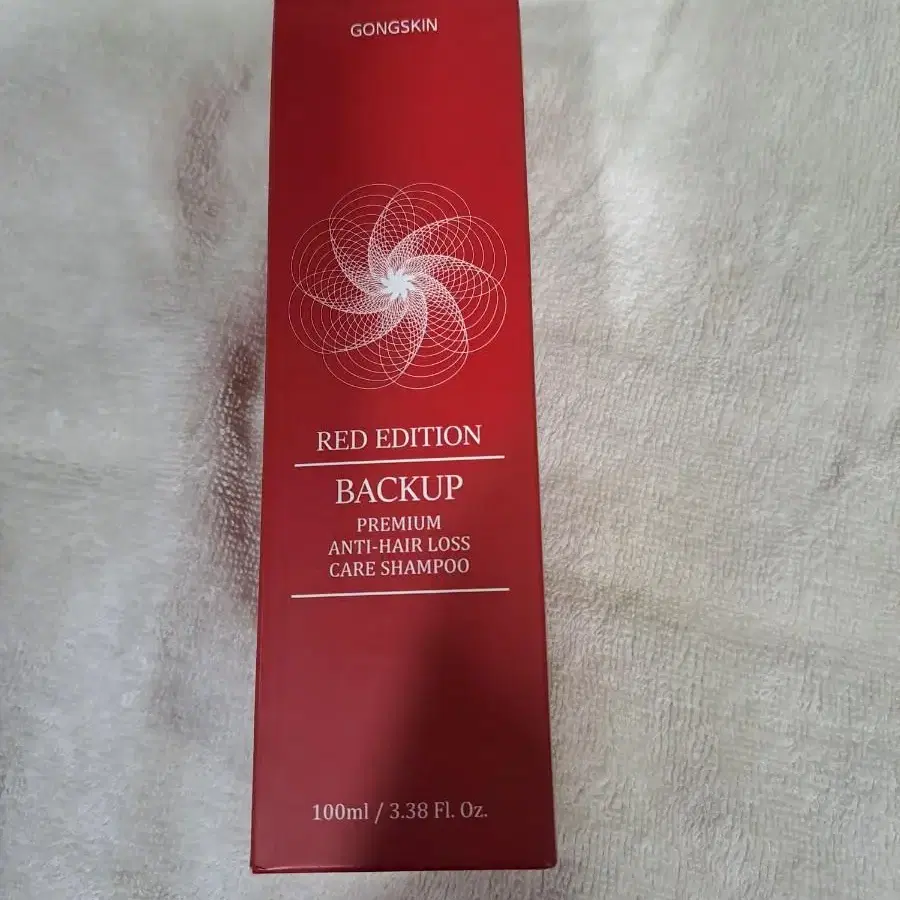 GONGSKIN
RED EDITION
BACKUP
PREMIUM
ANTI-HAIR LOSS
CARE SHAMPOO
100ml / 3.38 Fl. Oz.